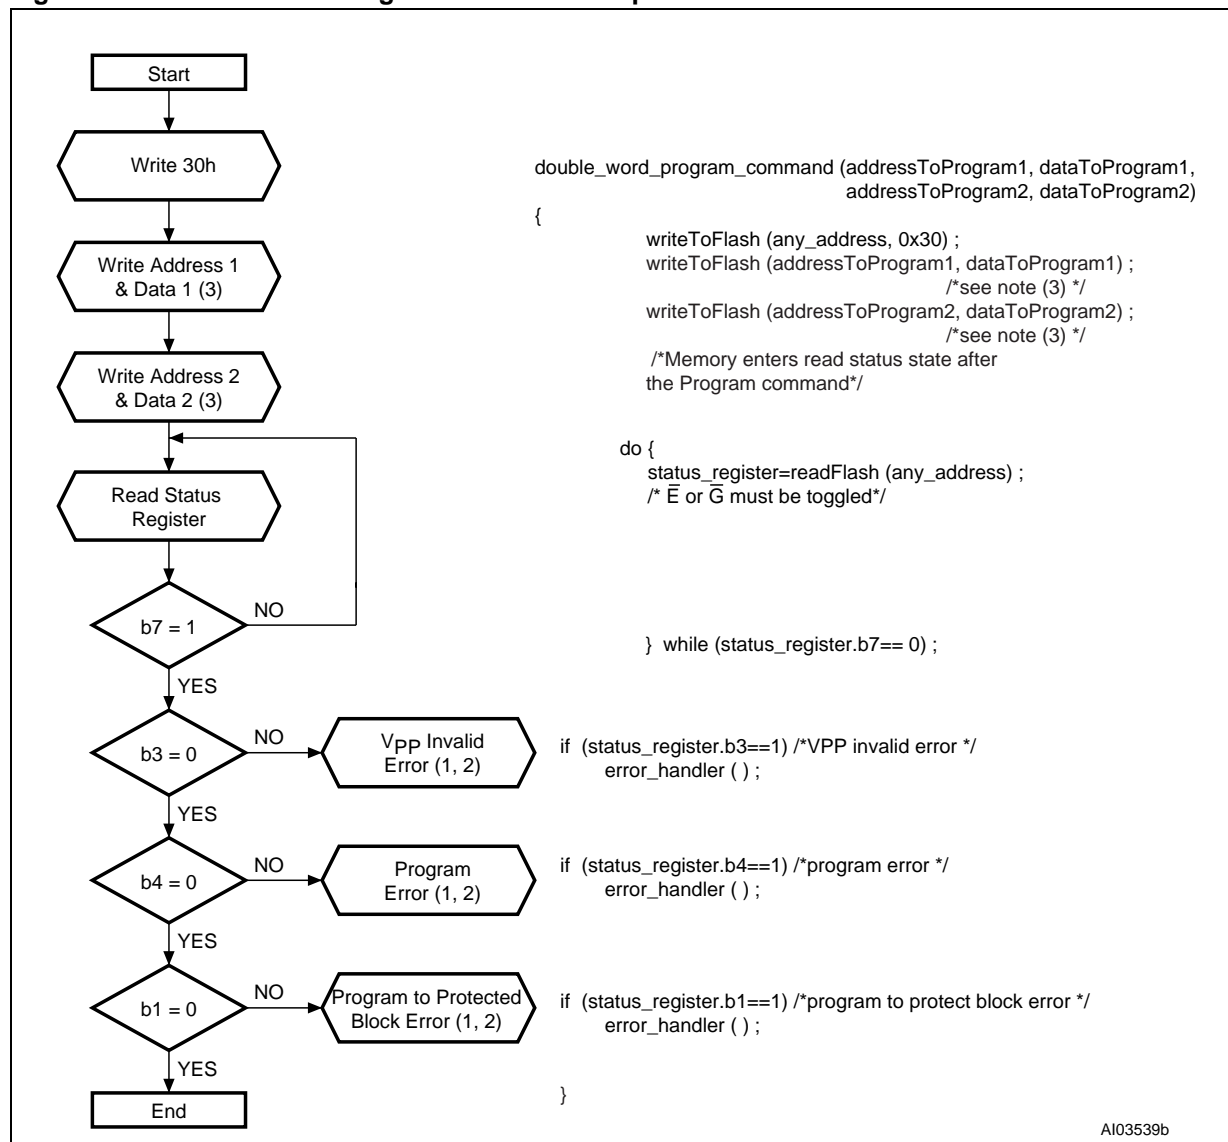 Start
Write 30h
Write Address 1
& Data 1 (3)
Write Address 2
& Data 2 (3)
Read Status
Register
b7 = 1
NO
YES
b3 = 0
NO
VPP Invalid
Error (1, 2)
YES
b4 = 0
NO
Program
Error (1, 2)
YES
b1 = 0
NO
Program to Protected
Block Error (1, 2)
YES
End
double_word_program_command (addressToProgram1, dataToProgram1,
addressToProgram2, dataToProgram2)
{
writeToFlash (any_address, 0x30) ;
writeToFlash (addressToProgram1, dataToProgram1) ;
/*see note (3) */
writeToFlash (addressToProgram2, dataToProgram2) ;
/*see note (3) */
/*Memory enters read status state after
the Program command*/
do {
status_register=readFlash (any_address) ;
/* E̅ or G̅ must be toggled*/
} while (status_register.b7== 0) ;
if (status_register.b3==1) /*VPP invalid error */
error_handler ( ) ;
if (status_register.b4==1) /*program error */
error_handler ( ) ;
if (status_register.b1==1) /*program to protect block error */
error_handler ( ) ;
}
AI03539b